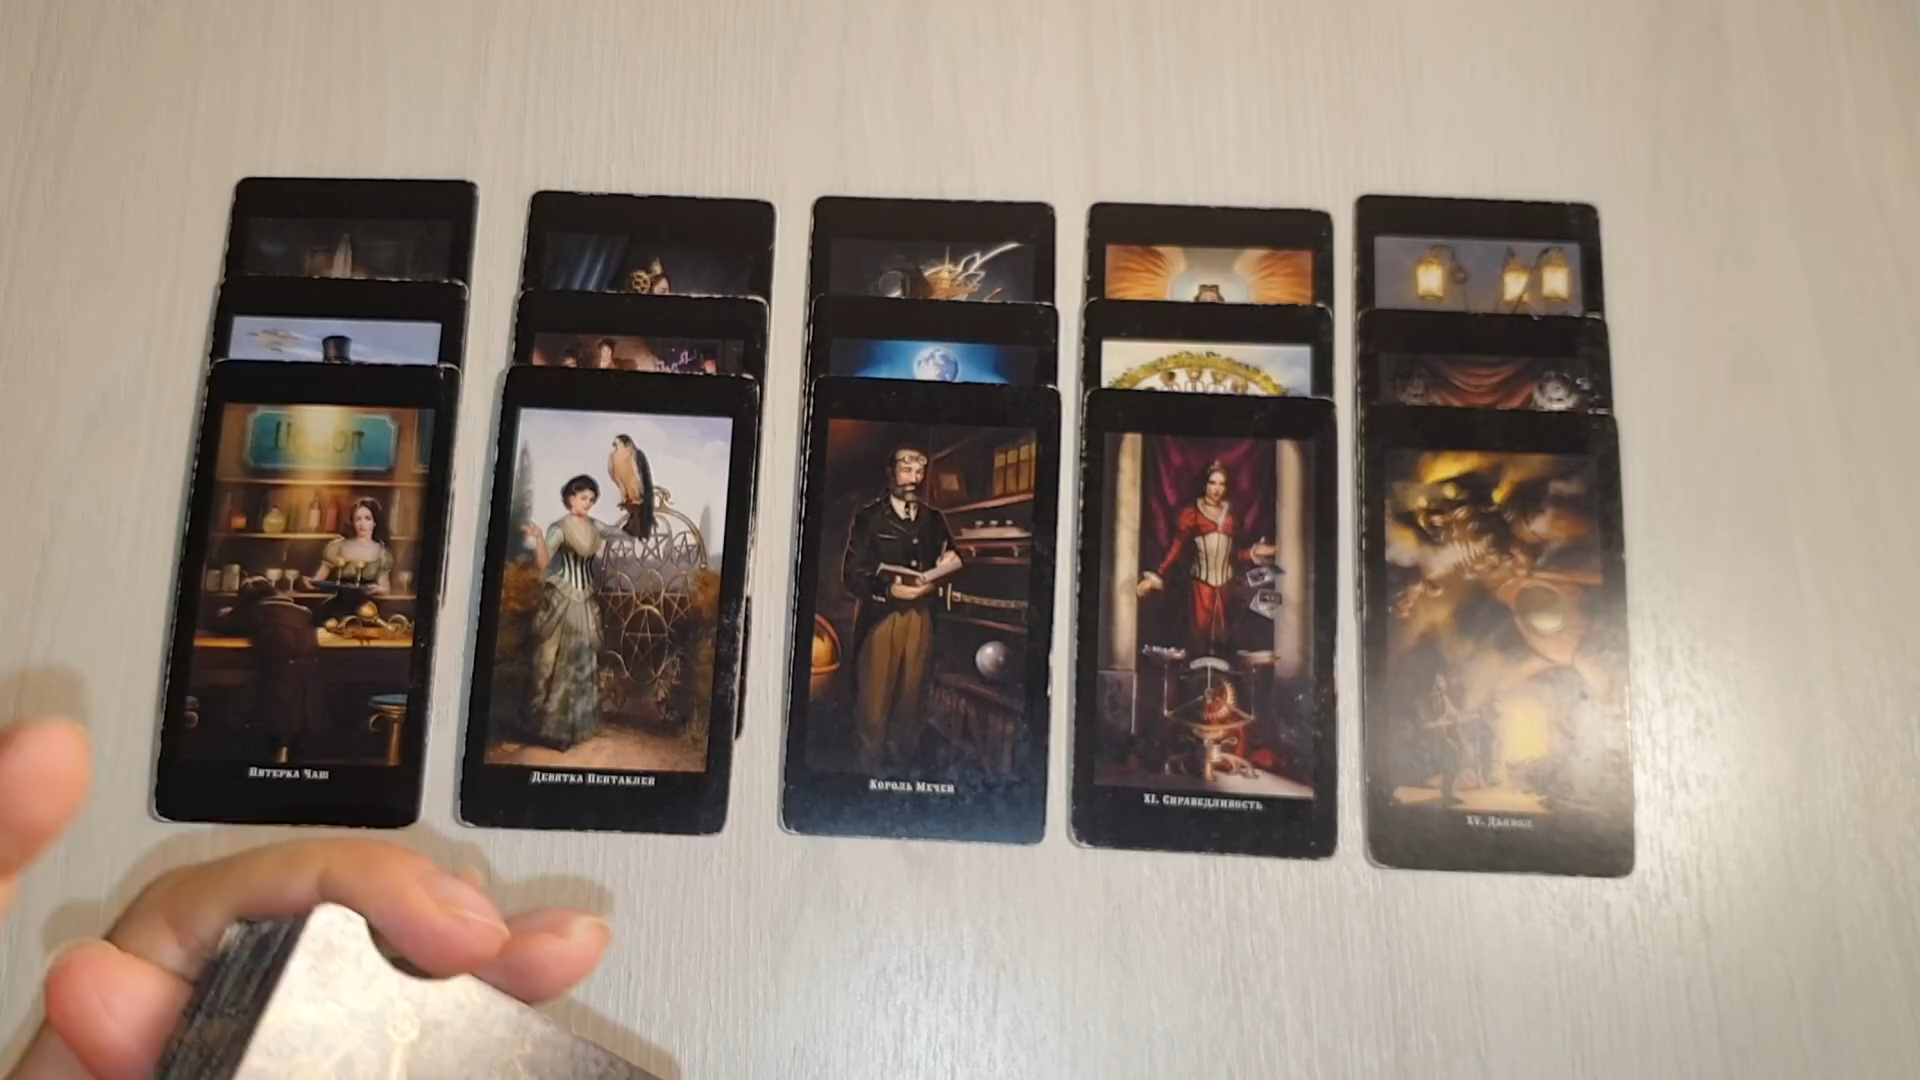 Пятерка Чаш
Девятка Пентаклей
Король Мечей
XI. Справедливость
XV. Дьявол